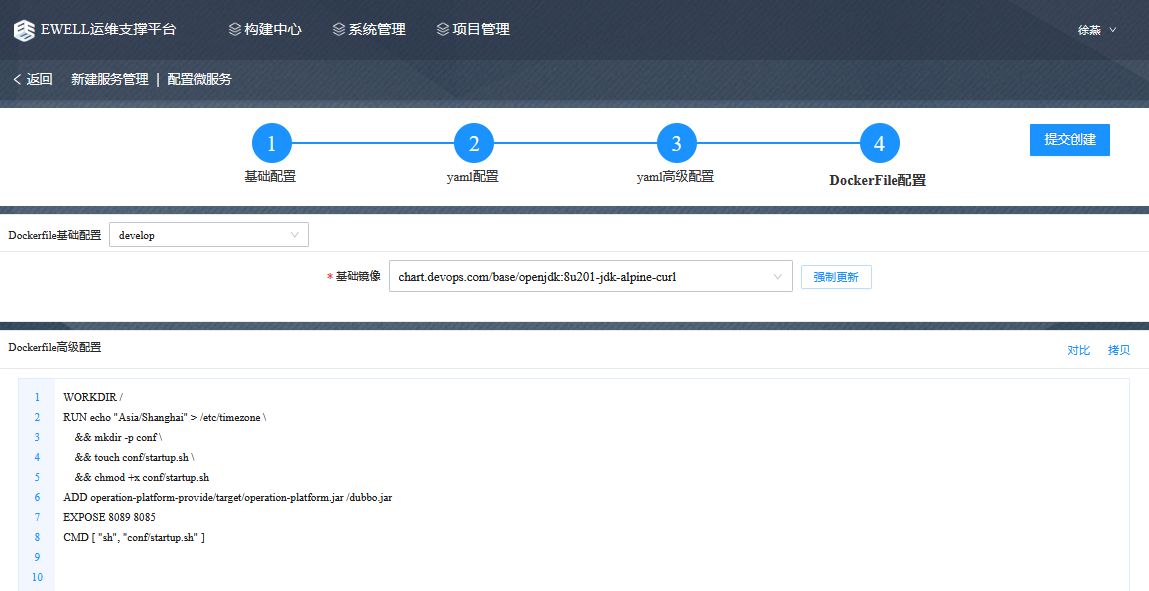 EWELL运维支撑平台 构建中心 系统管理 项目管理 徐燕
返回 新建服务管理 | 配置微服务
1 2 3 4
基础配置 yaml配置 yaml高级配置 DockerFile配置
提交创建
Dockerfile基础配置 develop
* 基础镜像 chart.devops.com/base/openjdk:8u201-jdk-alpine-curl 强制更新
Dockerfile高级配置 对比 拷贝
1 WORKDIR /
2 RUN echo "Asia/Shanghai" > /etc/timezone \
3 && mkdir -p conf \
4 && touch conf/startup.sh \
5 && chmod +x conf/startup.sh
6 ADD operation-platform-provide/target/operation-platform.jar /dubbo.jar
7 EXPOSE 8089 8085
8 CMD [ "sh", "conf/startup.sh" ]
9
10